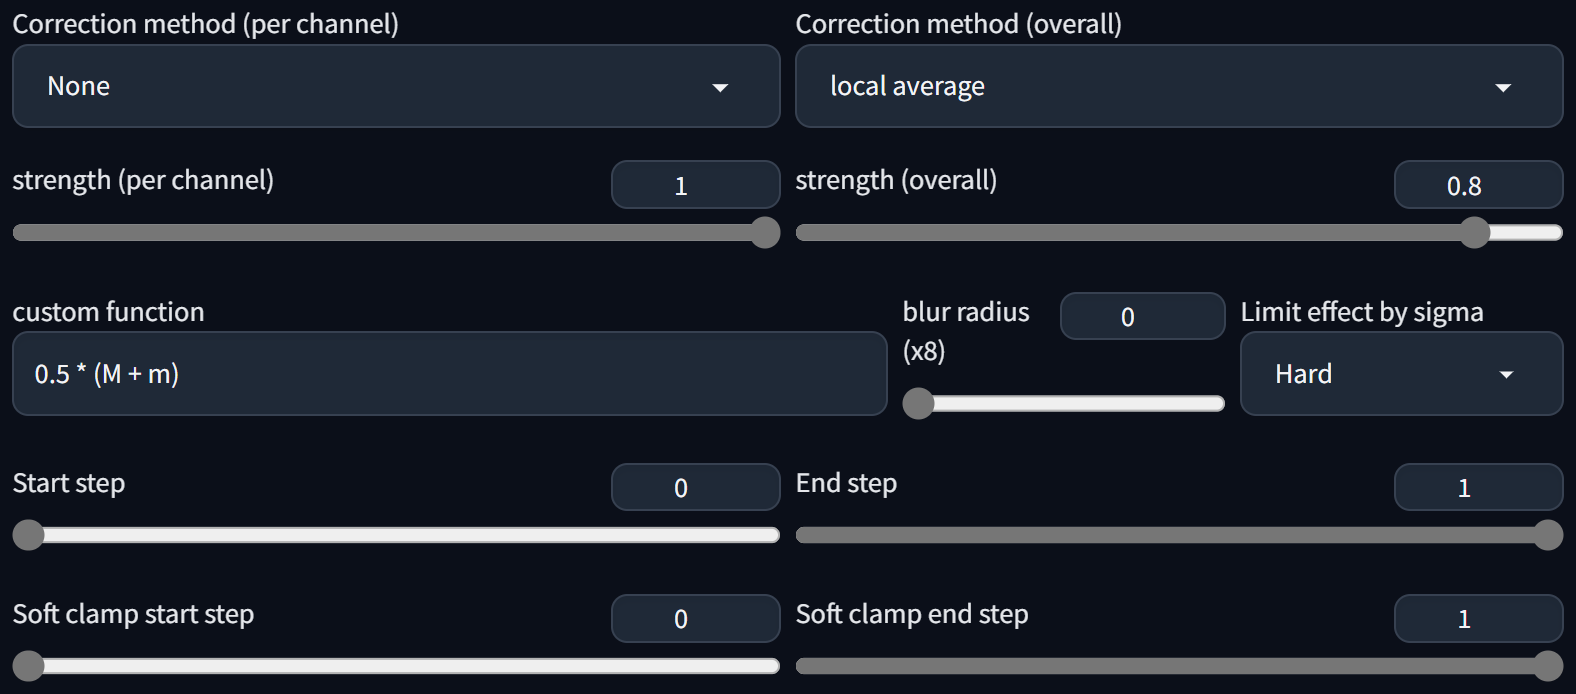 Correction method (per channel)
Correction method (overall)
None
local average
strength (per channel)
1
strength (overall)
0.8
custom function
0.5 * (M + m)
blur radius
(x8)
0
Limit effect by sigma
Hard
Start step
0
End step
1
Soft clamp start step
0
Soft clamp end step
1